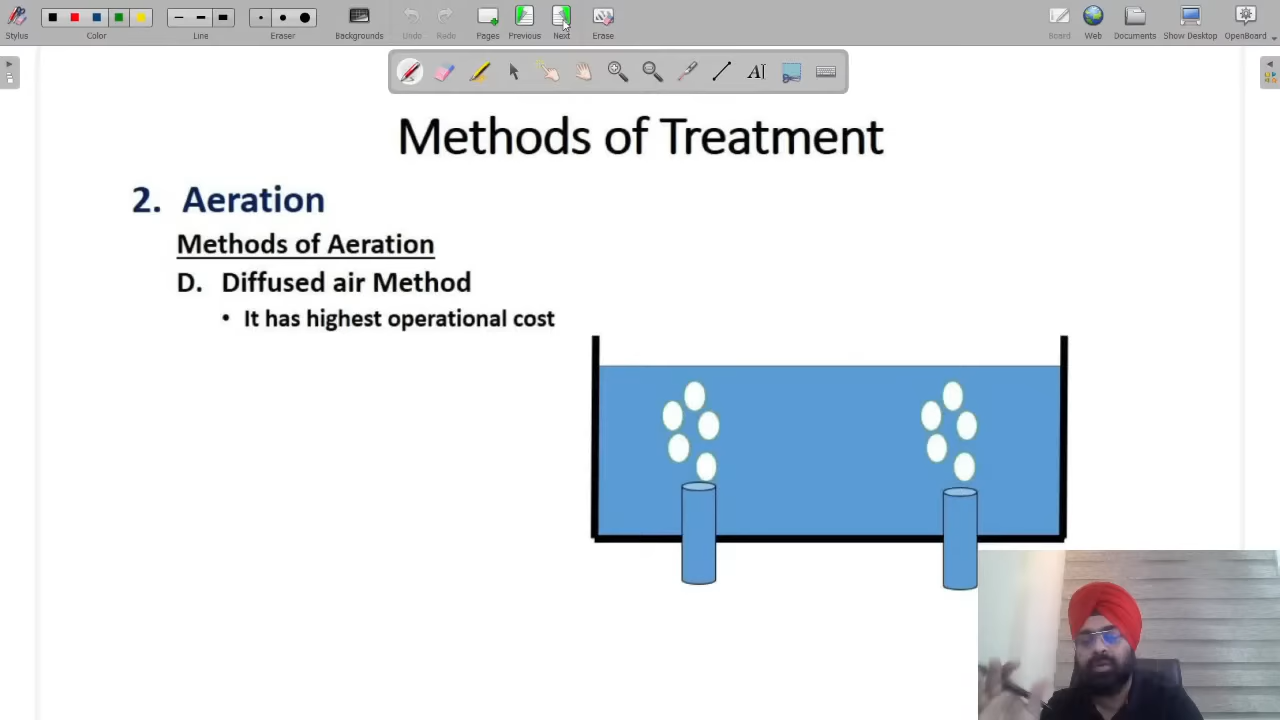 Stylus
Color
Line
Eraser
Backgrounds
Undo
Redo
Pages
Previous
Next
Erase
Board
Web
Documents
Show Desktop
OpenBoard
AI
Methods of Treatment
2. Aeration
Methods of Aeration
D. Diffused air Method
• It has highest operational cost